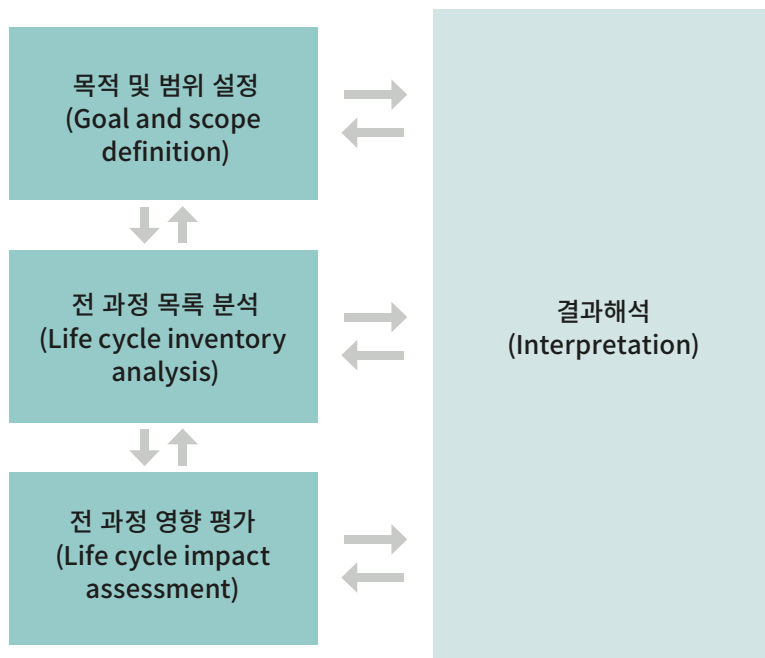 목적 및 범위 설정
(Goal and scope
definition)
전 과정 목록 분석
(Life cycle inventory
analysis)
결과해석
(Interpretation)
전 과정 영향 평가
(Life cycle impact
assessment)